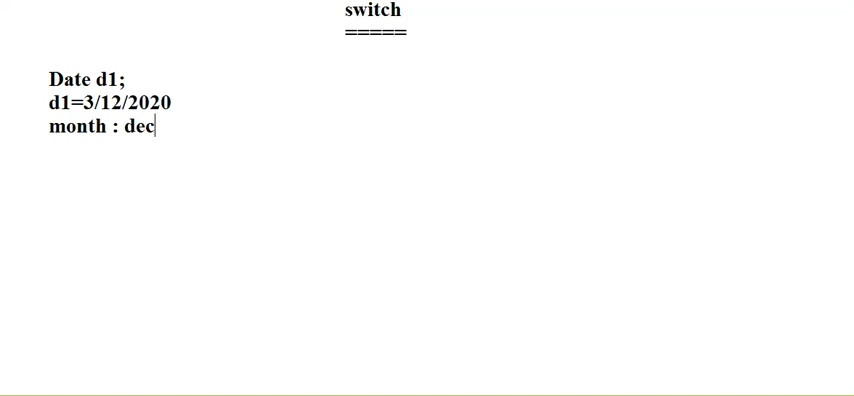 switch
=====
Date d1;
d1=3/12/2020
month : dec